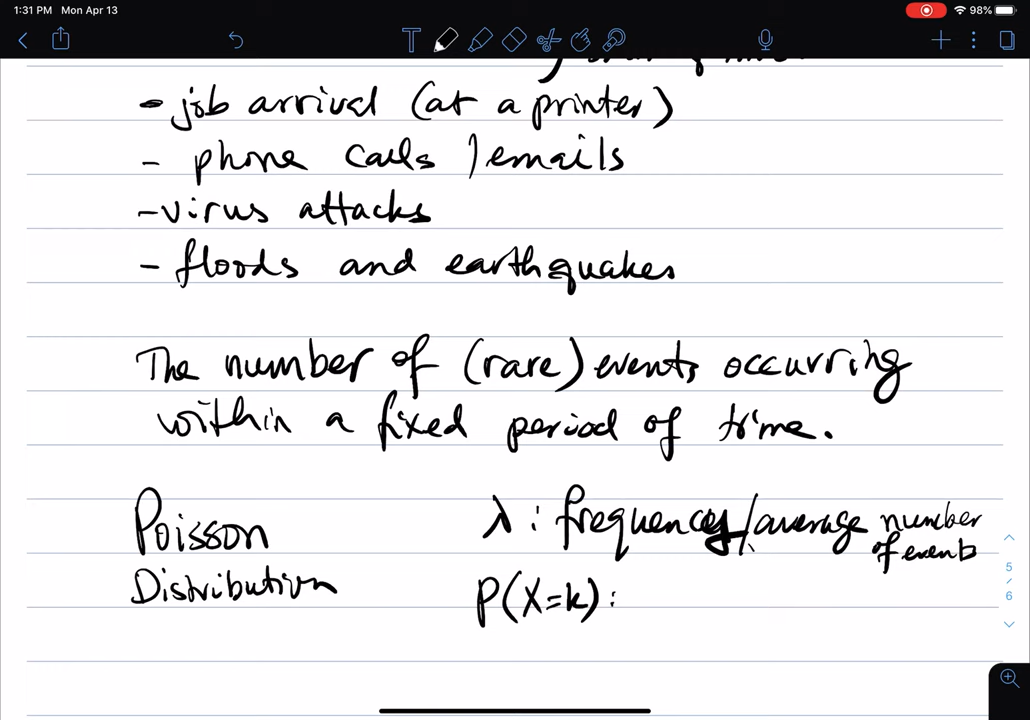 1:31 PM Mon Apr 13
98%
- job arrival (at a printer)
- phone calls / emails
- virus attacks
- floods and earthquakes
The number of (rare) events occurring
within a fixed period of time.
Poisson
Distribution
λ : frequency/average number
of events
P(X=k) :
5
6